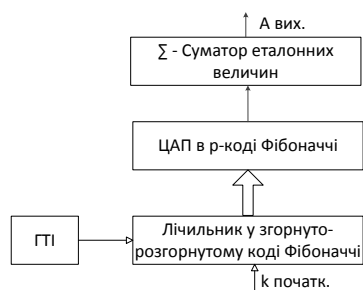 А вих.
∑ - Суматор еталонних
величин
ЦАП в р-коді Фібоначчі
ГТІ
Лічильник у згорнуто-
розгорнутому коді Фібоначчі
k початк.